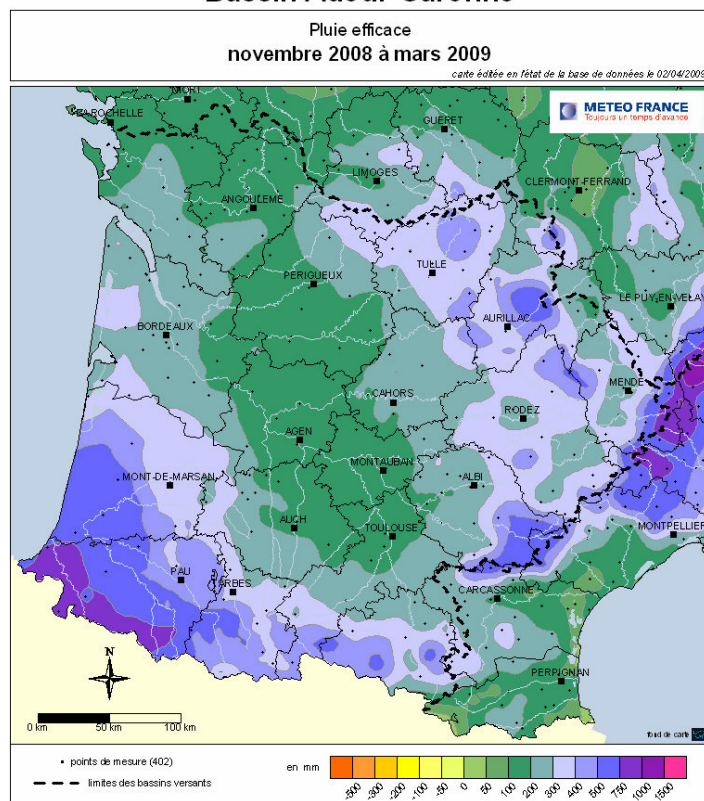 Pluie efficace
novembre 2008 à mars 2009
carte éditée en l'état de la base de données le 02/04/2009
METEO FRANCE
Toujours un temps d'avance
NIORT
LA-ROCHELLE
GUERET
LIMOGES
CLERMONT-FERRAND
ANGOULEME
TULLE
PERIGUEUX
LE PUY-EN-VELAY
AURILLAC
BORDEAUX
MENDE
CAHORS
RODEZ
AGEN
MONTAUBAN
MONT-DE-MARSAN
ALBI
AUCH
TOULOUSE
MONTPELLIER
PAU
TARBES
CARCASSONNE
PERPIGNAN
N
0 km 50 km 100 km
fond de carte
points de mesure (402)
limites des bassins versants
en mm
-500 -300 -200 -100 -50 0 50 100 200 300 400 500 750 1000 1500